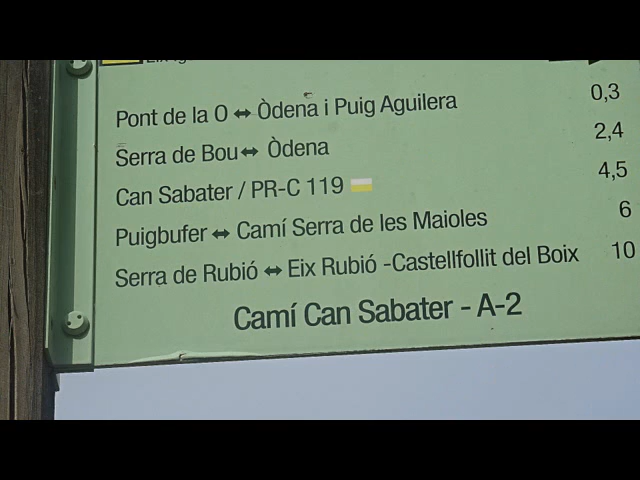 Pont de la O ⬌ Òdena i Puig Aguilera 0,3
Serra de Bou ⬌ Òdena 2,4
Can Sabater / PR-C 119 4,5
Puigbufer ⬌ Camí Serra de les Maioles 6
Serra de Rubió ⬌ Eix Rubió -Castellfollit del Boix 10
Camí Can Sabater - A-2